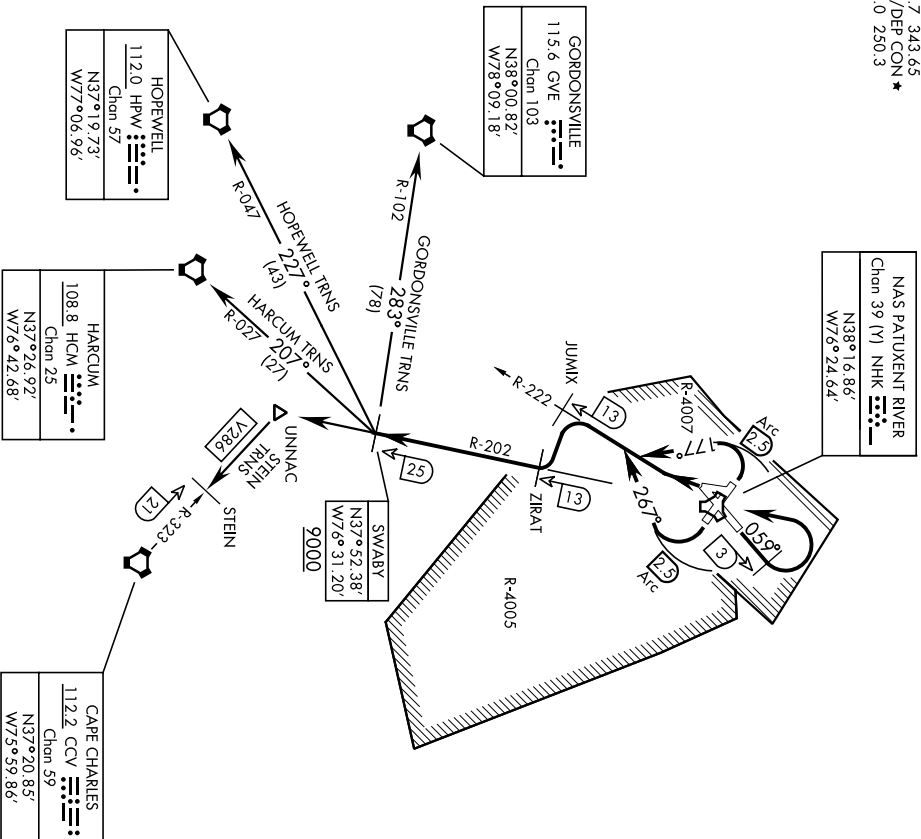 .7 343.65
/DEP CON ★
.0 250.3
NAS PATUXENT RIVER
Chan 39 (Y) NHK
N38°16.86'
W76°24.64'
GORDONSVILLE
115.6 GVE
Chan 103
N38°00.82'
W78°09.18'
HOPEWELL
112.0 HPW
Chan 57
N37°19.73'
W77°06.96'
HARCUM
108.8 HCM
Chan 25
N37°26.92'
W76°42.68'
CAPE CHARLES
112.2 CCV
Chan 59
N37°20.85'
W75°59.86'
SWABY
N37°52.38'
W76°31.20'
9000
R-4007
Arc
2.5
177°
267°
059°
3
2.5
Arc
JUMIX
13
R-222
ZIRAT
13
R-4005
R-202
25
GORDONSVILLE TRNS
283°
(78)
R-102
HOPEWELL TRNS
227°
(43)
R-047
HARCUM TRNS
207°
(27)
R-027
UNNAC
STEIN
TRNS
V286
STEIN
21
R-323